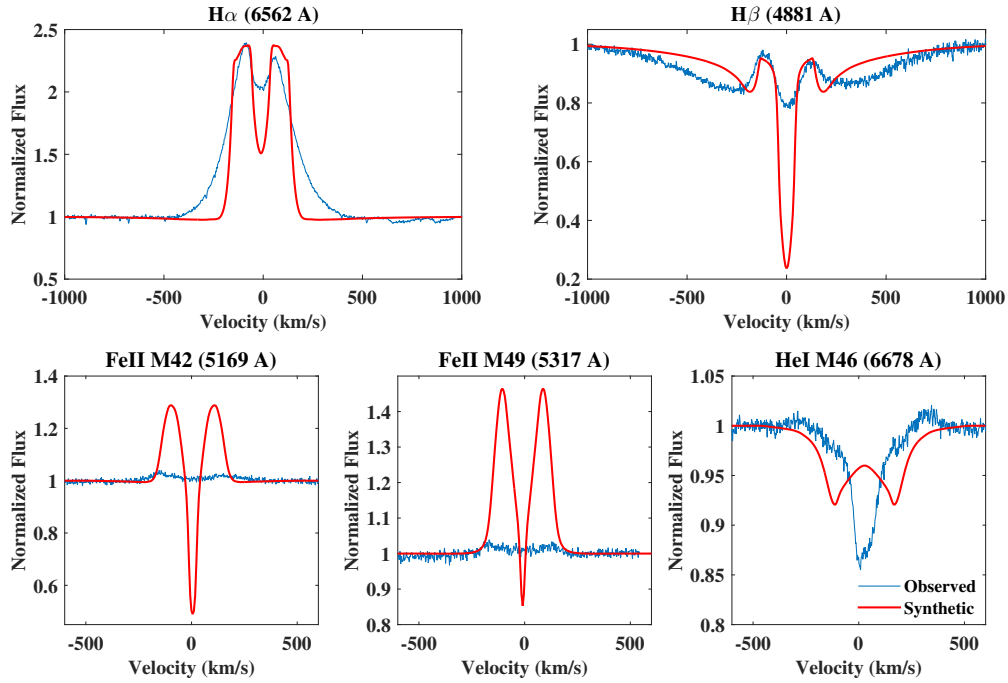 Hα (6562 A)
Normalized Flux
2.5
2
1.5
1
0.5
-1000 -500 0 500 1000
Velocity (km/s)
Hβ (4881 A)
Normalized Flux
1
0.8
0.6
0.4
0.2
-1000 -500 0 500 1000
Velocity (km/s)
FeII M42 (5169 A)
Normalized Flux
1.4
1.2
1
0.8
0.6
-500 0 500
Velocity (km/s)
FeII M49 (5317 A)
Normalized Flux
1.4
1.3
1.2
1.1
1
0.9
0.8
-500 0 500
Velocity (km/s)
HeI M46 (6678 A)
Normalized Flux
1.05
1
0.95
0.9
0.85
0.8
Observed
Synthetic
-500 0 500
Velocity (km/s)